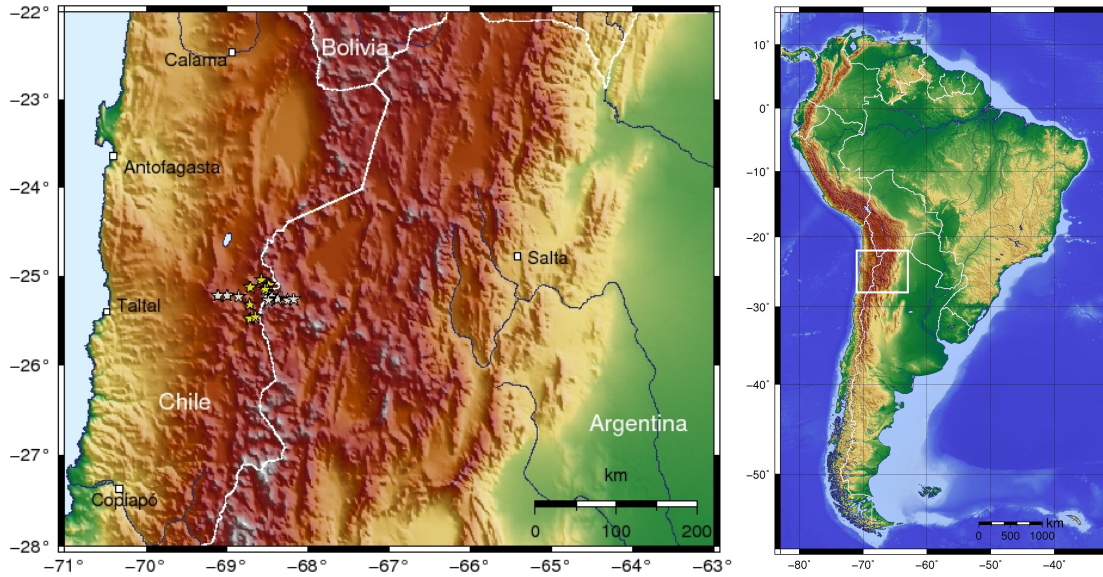 −22°
−23°
−24°
−25°
−26°
−27°
−28°
−71° −70° −69° −68° −67° −66° −65° −64° −63°
Bolivia
Calama
Antofagasta
Salta
Taltal
Chile
Argentina
Copiapó
km
0 100 200
10˚
0˚
−10˚
−20˚
−30˚
−40˚
−50˚
−80˚ −70˚ −60˚ −50˚ −40˚
km
0 500 1000